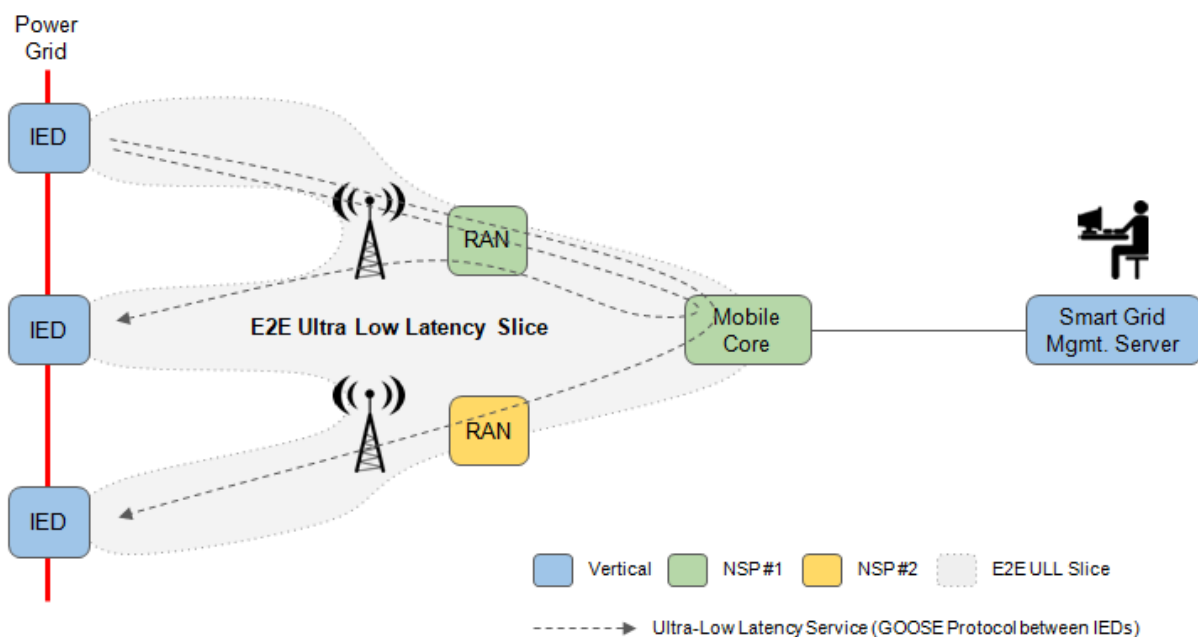 Power
Grid
IED
RAN
IED
E2E Ultra Low Latency Slice
Mobile
Core
Smart Grid
Mgmt. Server
RAN
IED
Vertical
NSP#1
NSP#2
E2E ULL Slice
Ultra-Low Latency Service (GOOSE Protocol between IEDs)